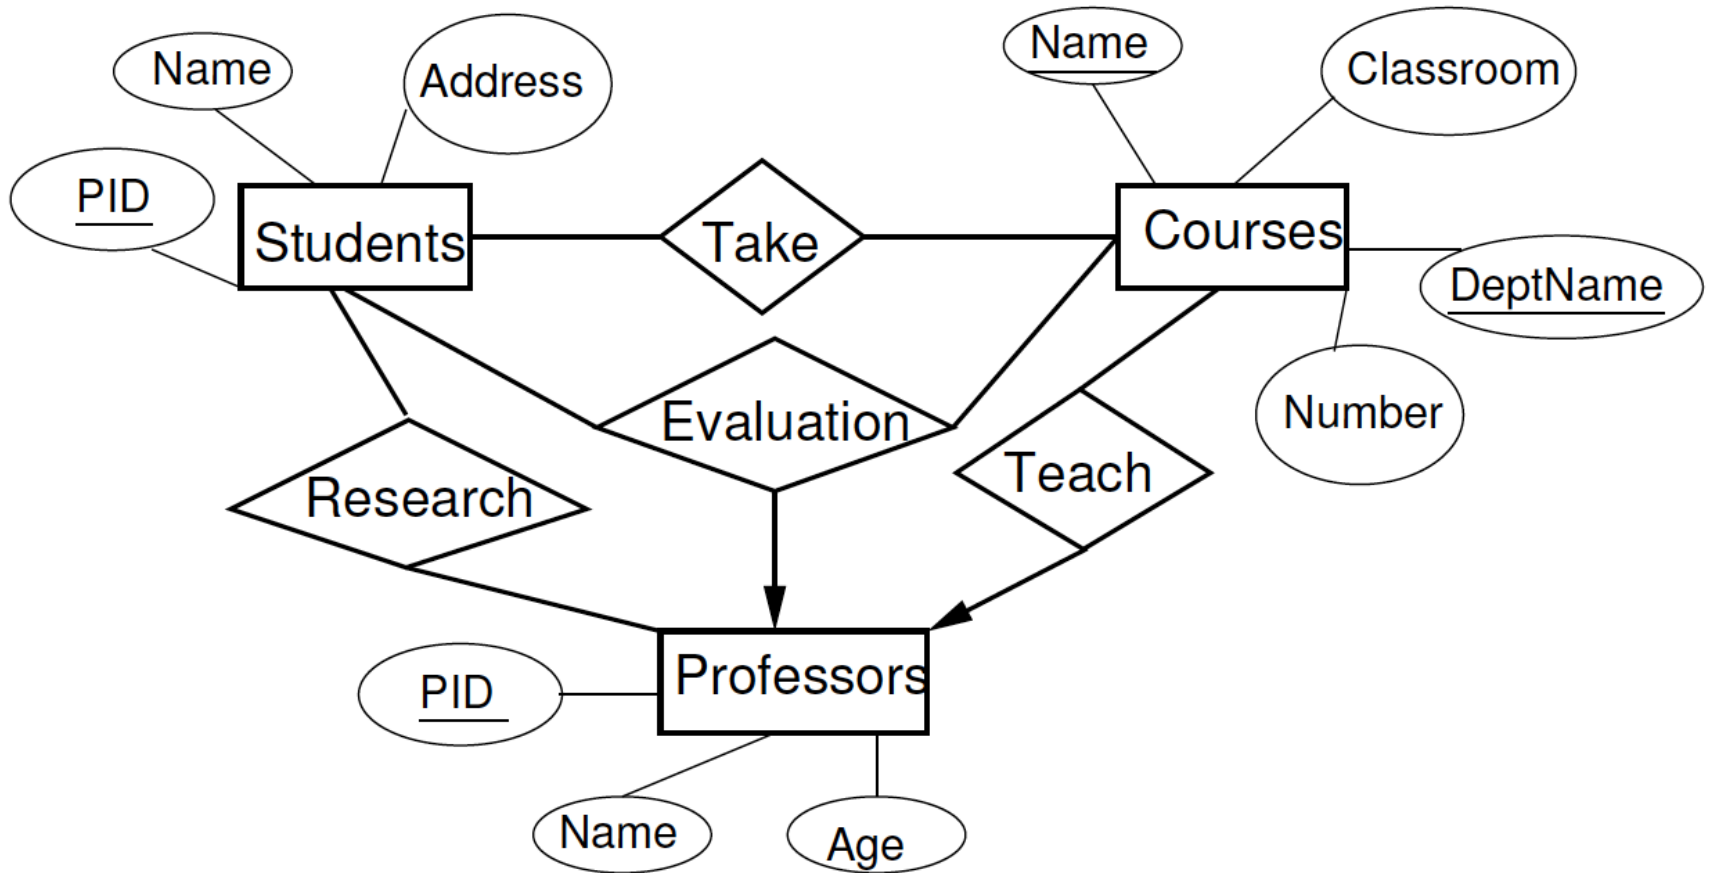 Name
Address
Name
Classroom
PID
Students
Take
Courses
DeptName
Evaluation
Number
Research
Teach
Professors
PID
Name
Age